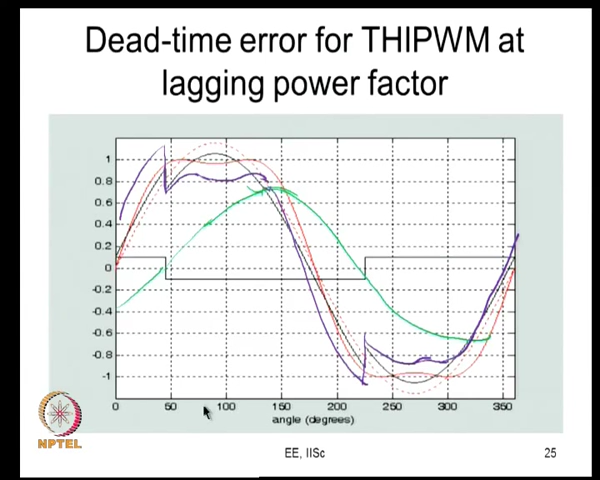 Dead-time error for THIPWM at
lagging power factor
1
0.8
0.6
0.4
0.2
0
-0.2
-0.4
-0.6
-0.8
-1
0 50 100 150 200 250 300 350
angle (degrees)
NPTEL
EE, IISc
25